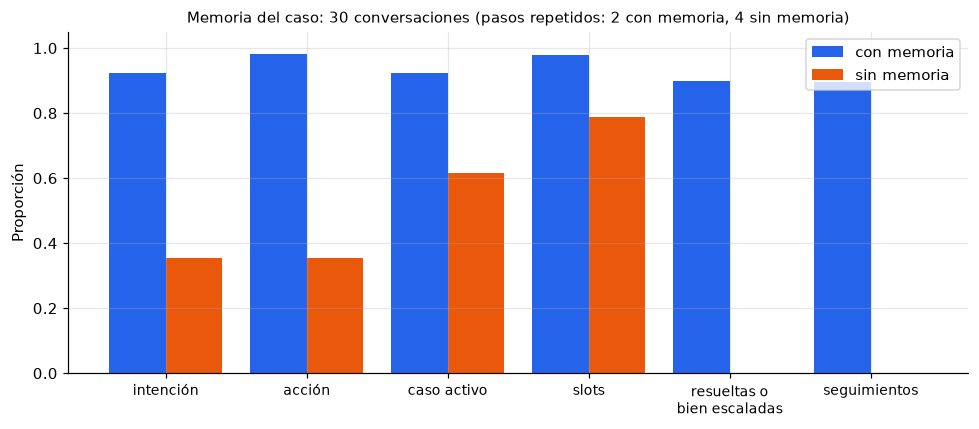 Memoria del caso: 30 conversaciones (pasos repetidos: 2 con memoria, 4 sin memoria)
con memoria
sin memoria
Proporción
1.0
0.8
0.6
0.4
0.2
0.0
intención
acción
caso activo
slots
resueltas o
bien escaladas
seguimientos